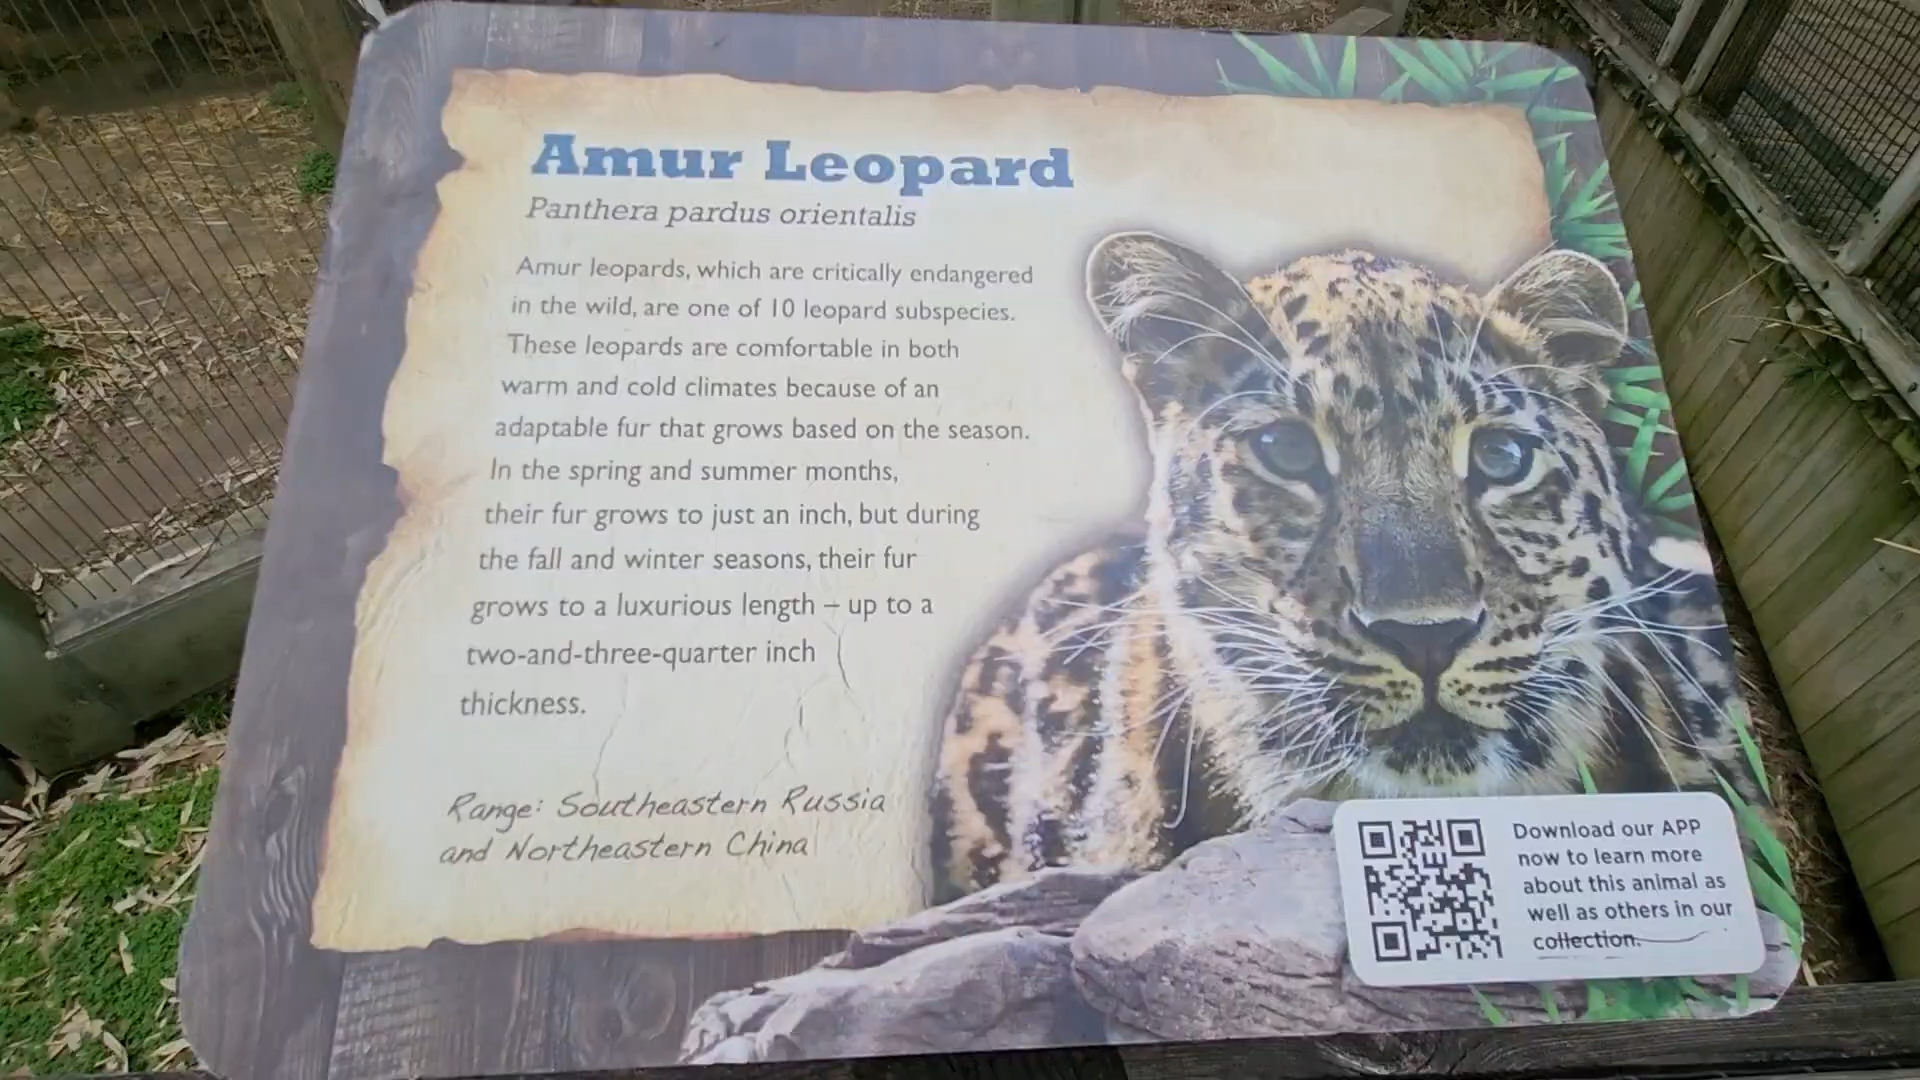 Amur Leopard
Panthera pardus orientalis
Amur leopards, which are critically endangered
in the wild, are one of 10 leopard subspecies.
These leopards are comfortable in both
warm and cold climates because of an
adaptable fur that grows based on the season.
In the spring and summer months,
their fur grows to just an inch, but during
the fall and winter seasons, their fur
grows to a luxurious length – up to a
two-and-three-quarter inch
thickness.
Range: Southeastern Russia
and Northeastern China
Download our APP
now to learn more
about this animal as
well as others in our
collection.